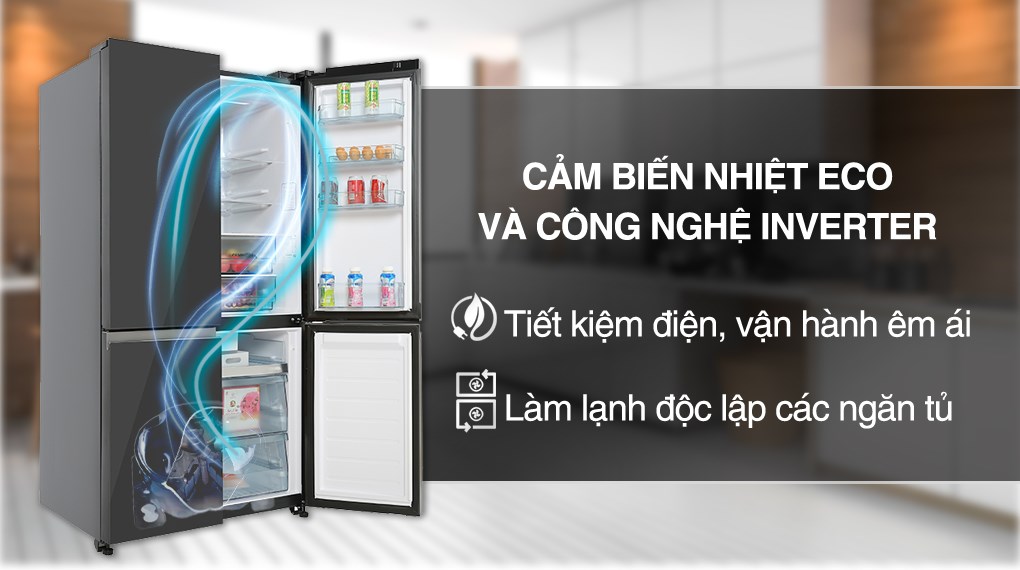 CẢM BIẾN NHIỆT ECO
VÀ CÔNG NGHỆ INVERTER
Tiết kiệm điện, vận hành êm ái
Làm lạnh độc lập các ngăn tủ